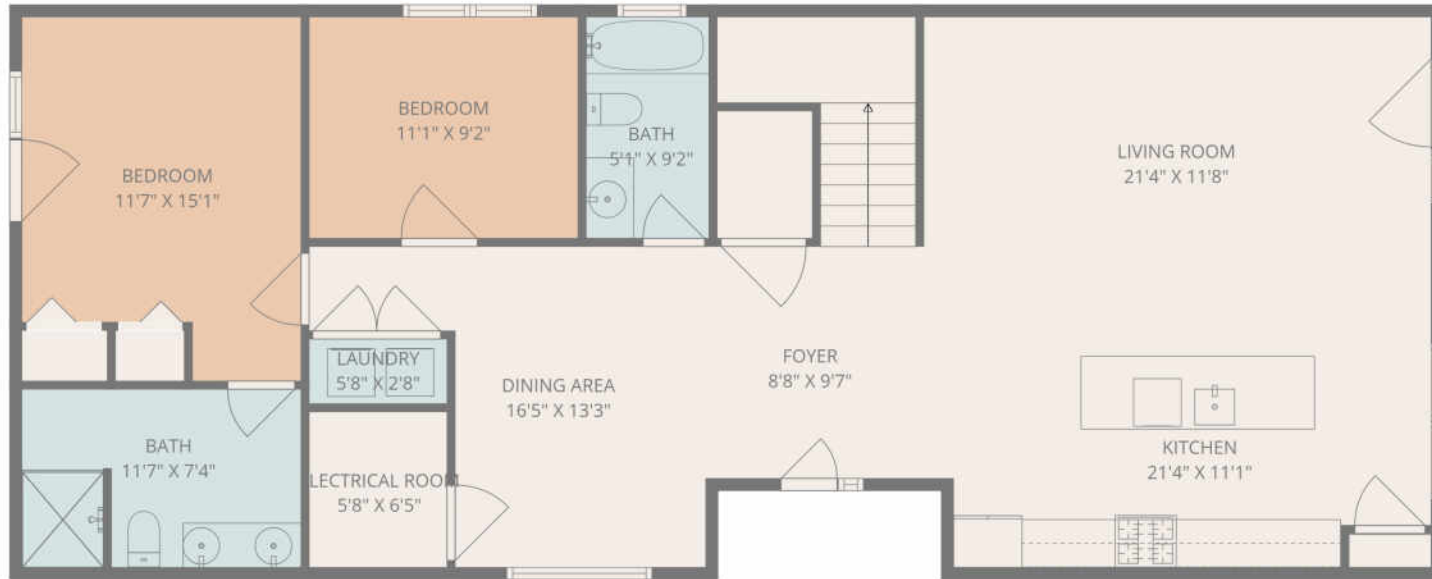 BEDROOM
11'7" X 15'1"
BEDROOM
11'1" X 9'2"
BATH
5'1" X 9'2"
LIVING ROOM
21'4" X 11'8"
LAUNDRY
5'8" X 2'8"
DINING AREA
16'5" X 13'3"
FOYER
8'8" X 9'7"
BATH
11'7" X 7'4"
LECTRICAL ROOM
5'8" X 6'5"
KITCHEN
21'4" X 11'1"